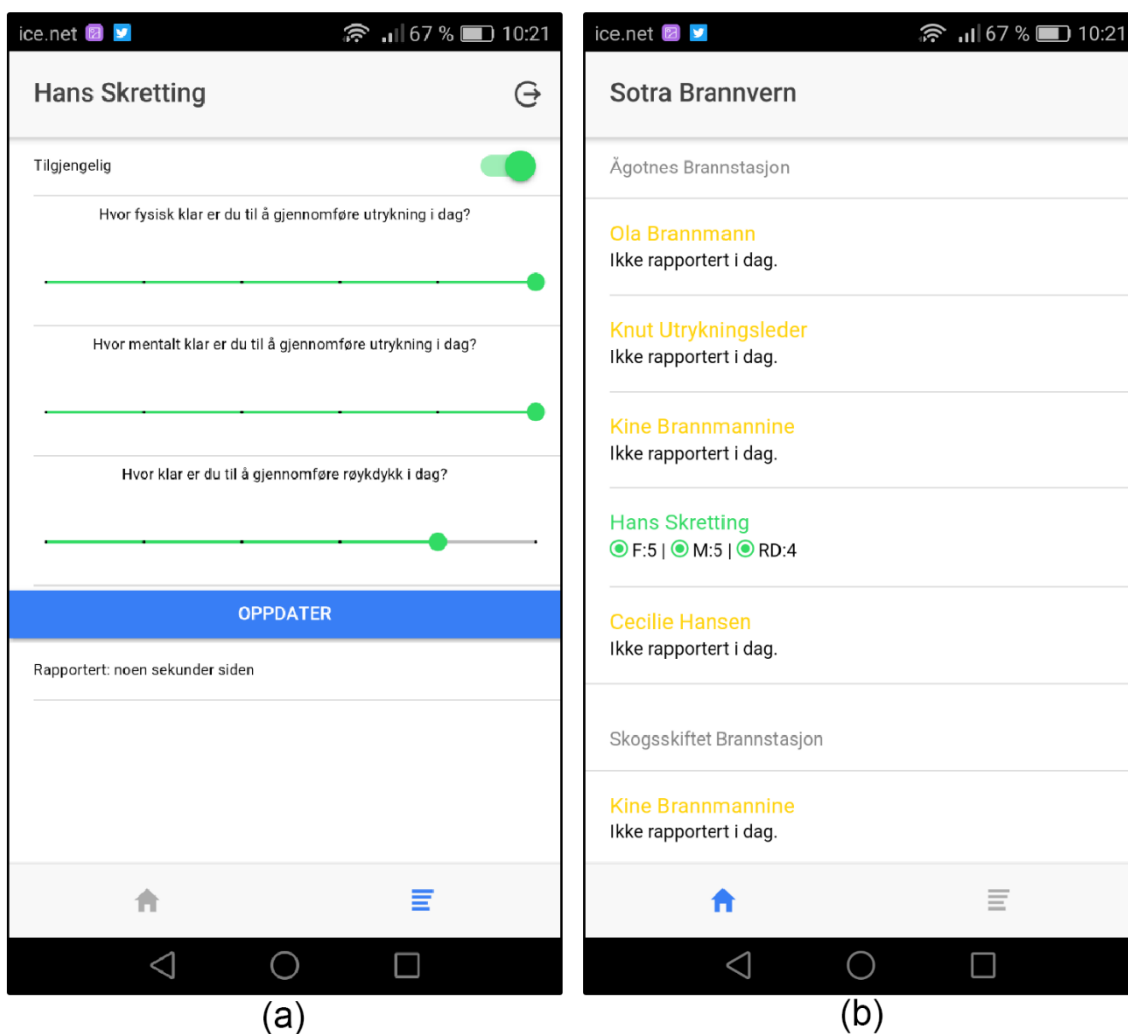 ice.net 67 % 10:21
Hans Skretting
Tilgjengelig
Hvor fysisk klar er du til å gjennomføre utrykning i dag?
Hvor mentalt klar er du til å gjennomføre utrykning i dag?
Hvor klar er du til å gjennomføre røykdykk i dag?
OPPDATER
Rapportert: noen sekunder siden
(a)
ice.net 67 % 10:21
Sotra Brannvern
Ågotnes Brannstasjon
Ola Brannmann
Ikke rapportert i dag.
Knut Utrykningsleder
Ikke rapportert i dag.
Kine Brannmannine
Ikke rapportert i dag.
Hans Skretting
F:5 | M:5 | RD:4
Cecilie Hansen
Ikke rapportert i dag.
Skogsskiftet Brannstasjon
Kine Brannmannine
Ikke rapportert i dag.
(b)